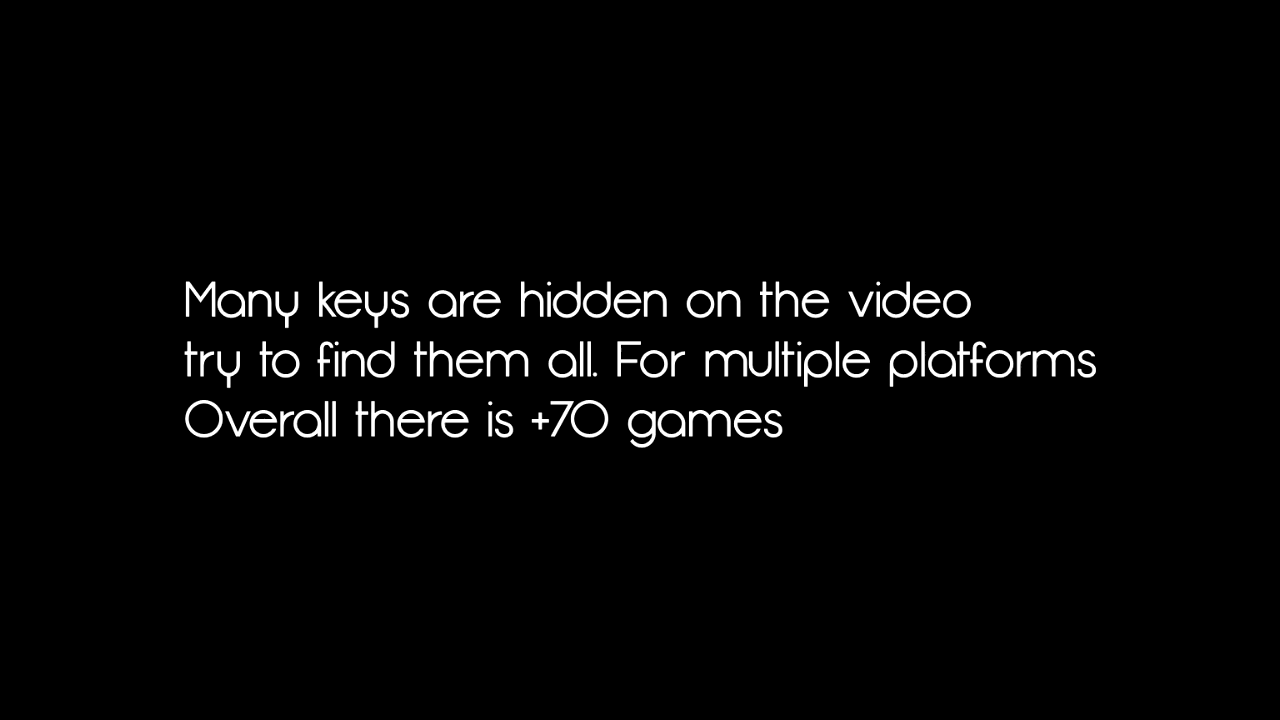 Many keys are hidden on the video
try to find them all. For multiple platforms
Overall there is +70 games